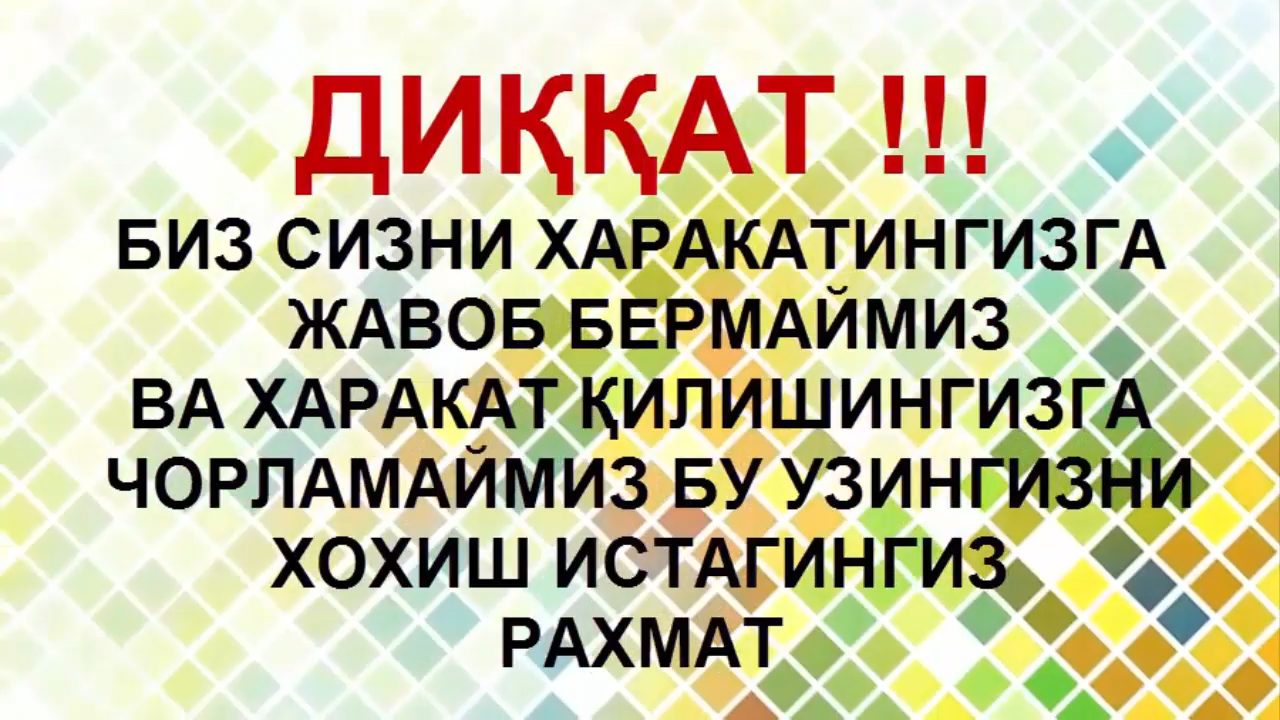 ДИҚҚАТ !!!
БИЗ СИЗНИ ХАРАКАТИНГИЗГА
ЖАВОБ БЕРМАЙМИЗ
ВА ХАРАКАТ ҚИЛИШИНГИЗГА
ЧОРЛАМАЙМИЗ БУ УЗИНГИЗНИ
ХОХИШ ИСТАГИНГИЗ
РАХМАТ